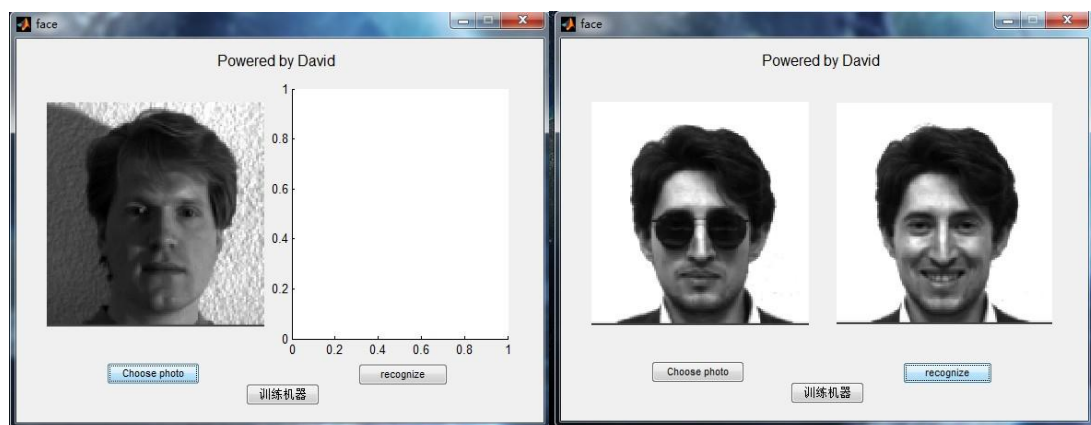 face
Powered by David
1
0.8
0.6
0.4
0.2
0
0 0.2 0.4 0.6 0.8 1
Choose photo
recognize
训练机器
face
Powered by David
Choose photo
recognize
训练机器